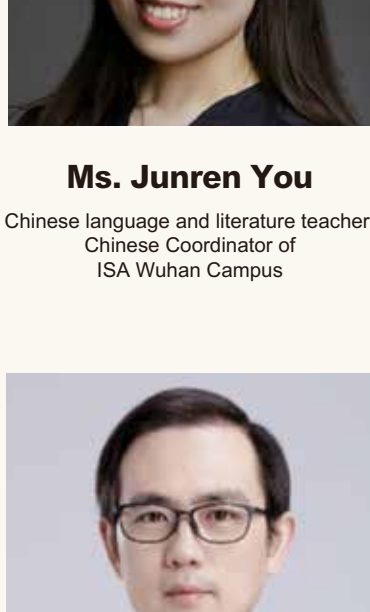 Ms. Junren You
Chinese language and literature teacher
Chinese Coordinator of
ISA Wuhan Campus